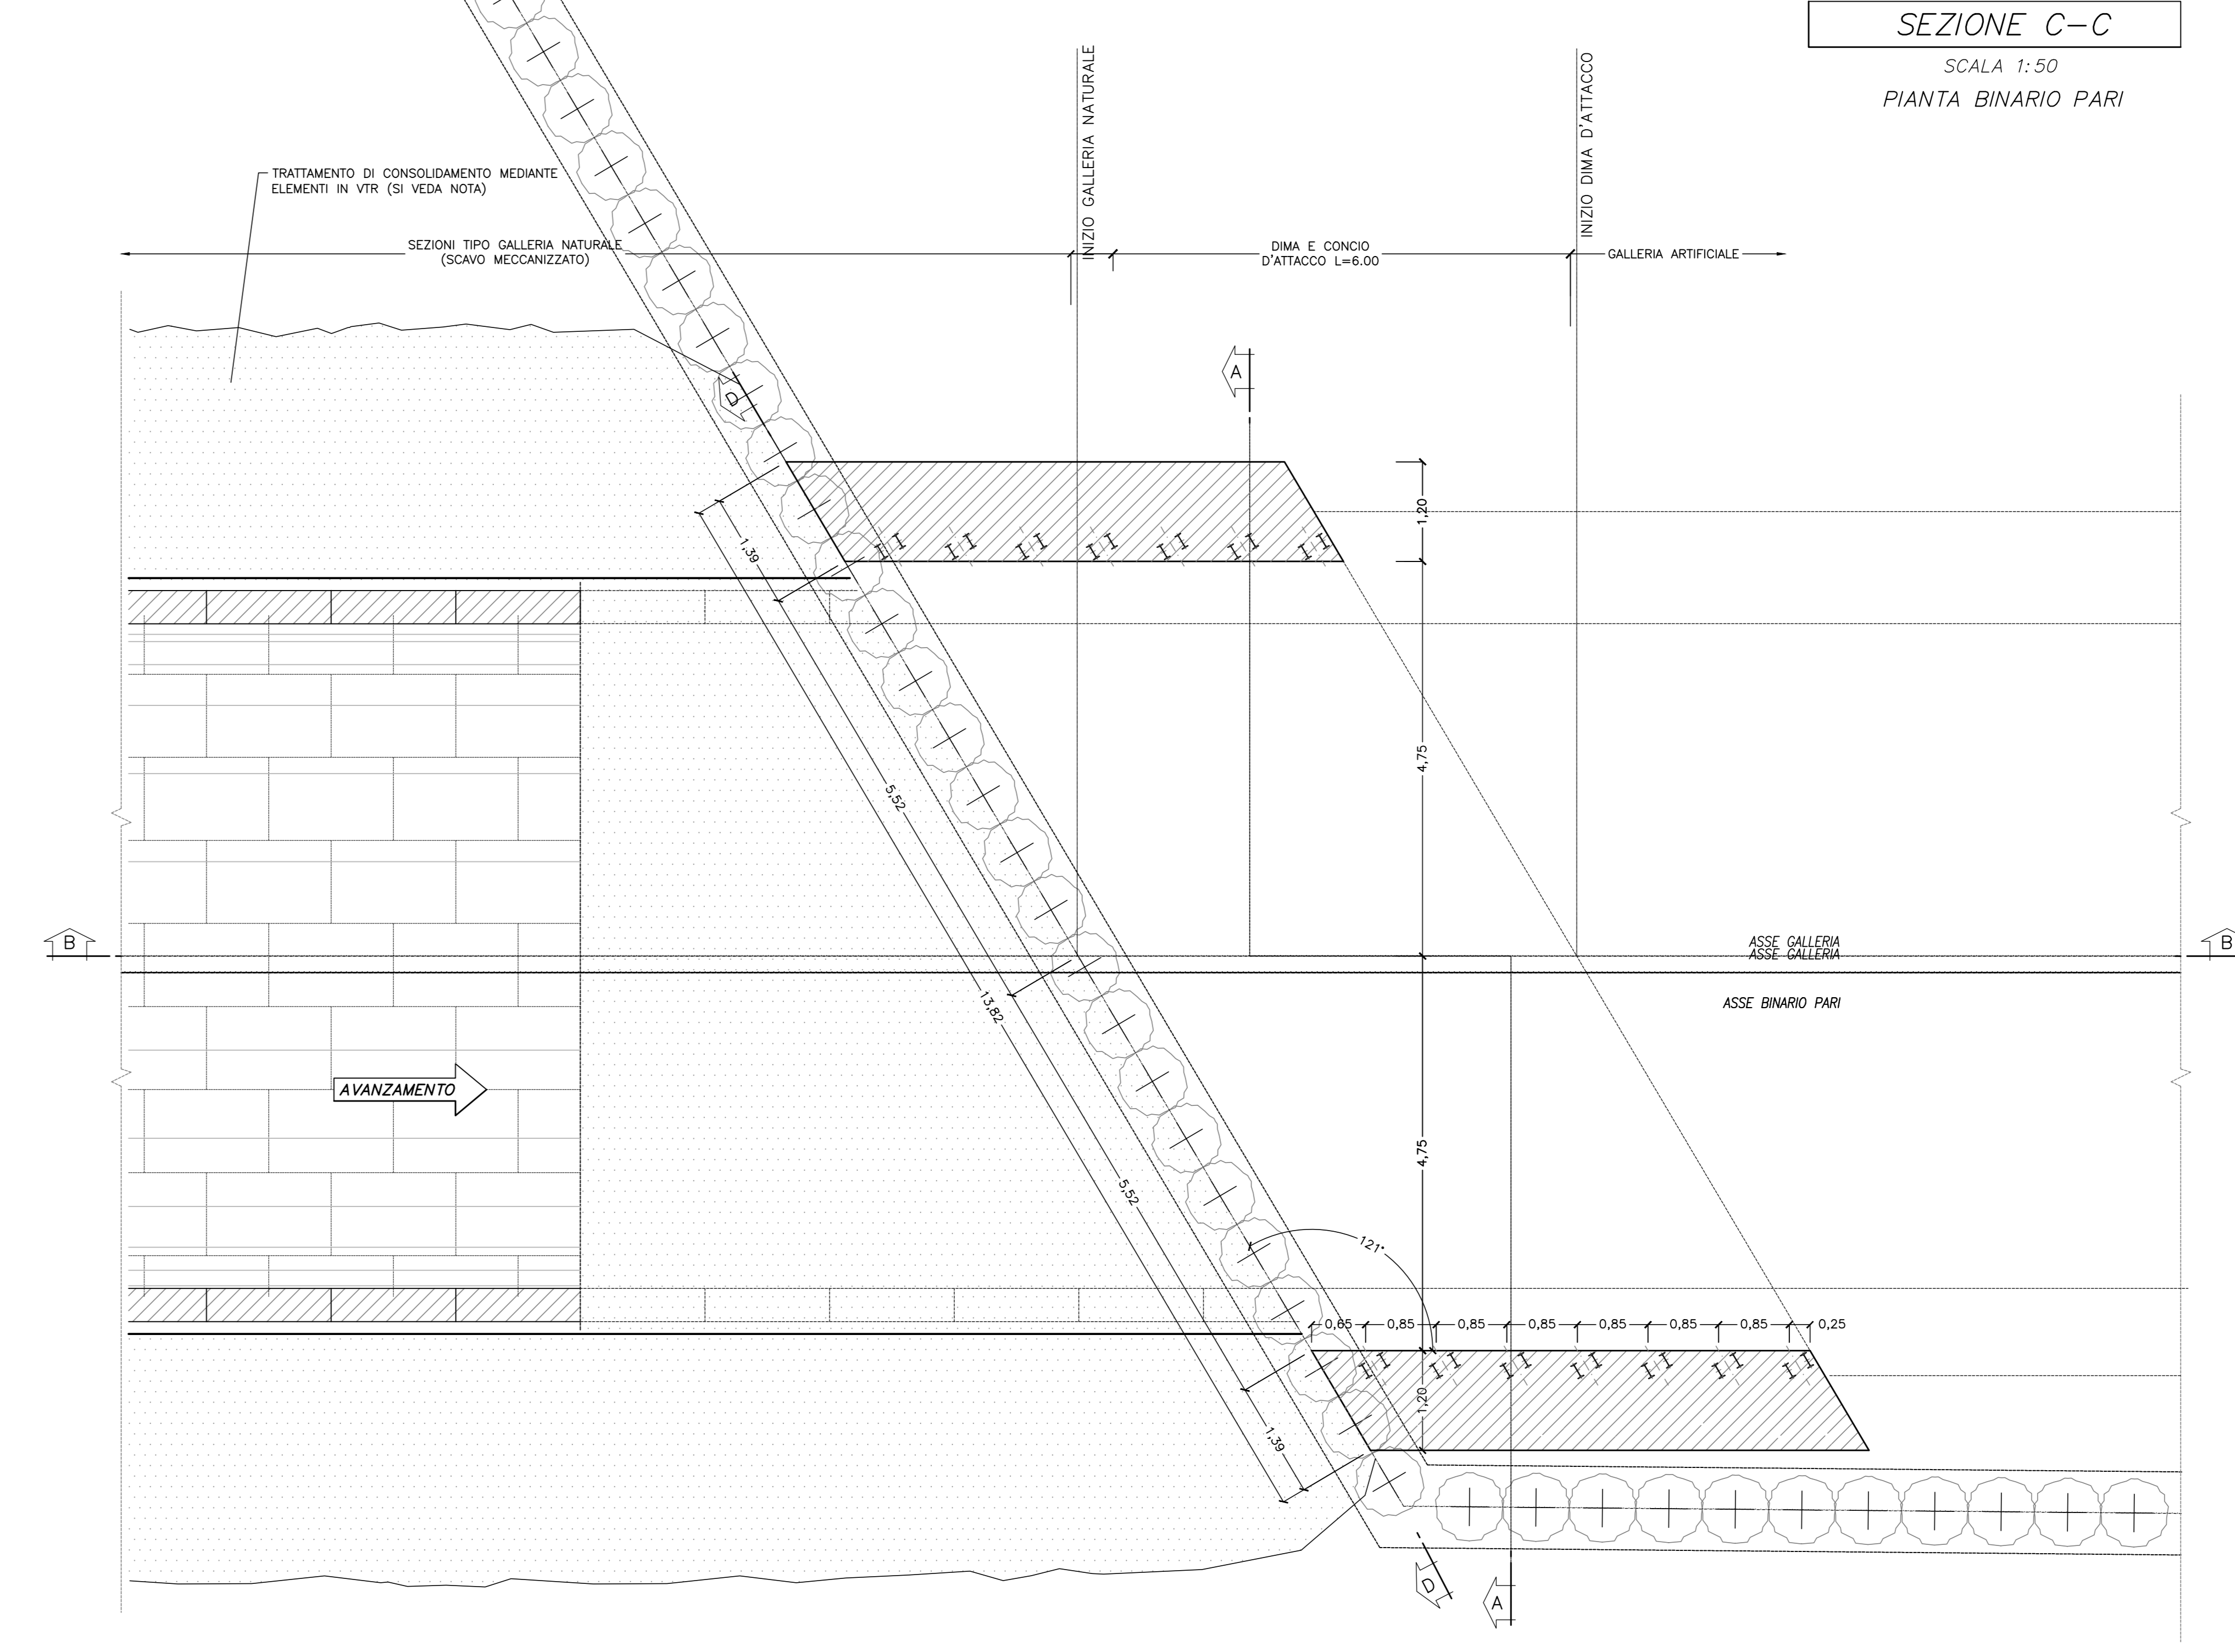 SEZIONE C-C
SCALA 1:50
PIANTA BINARIO PARI
INIZIO GALLERIA NATURALE
INIZIO DIMA D'ATTACCO
TRATTAMENTO DI CONSOLIDAMENTO MEDIANTE
ELEMENTI IN VTR (SI VEDA NOTA)
SEZIONI TIPO GALLERIA NATURALE
(SCAVO MECCANIZZATO)
DIMA E CONCIO
D'ATTACCO L=6.00
GALLERIA ARTIFICIALE
A
D
1,20
1,39
4,75
5,52
B
ASSE GALLERIA
ASSE GALLERIA
B
ASSE BINARIO PARI
13,82
AVANZAMENTO
4,75
5,52
121°
0,65
0,85
0,85
0,85
0,85
0,85
0,85
0,25
1,20
1,39
D
A